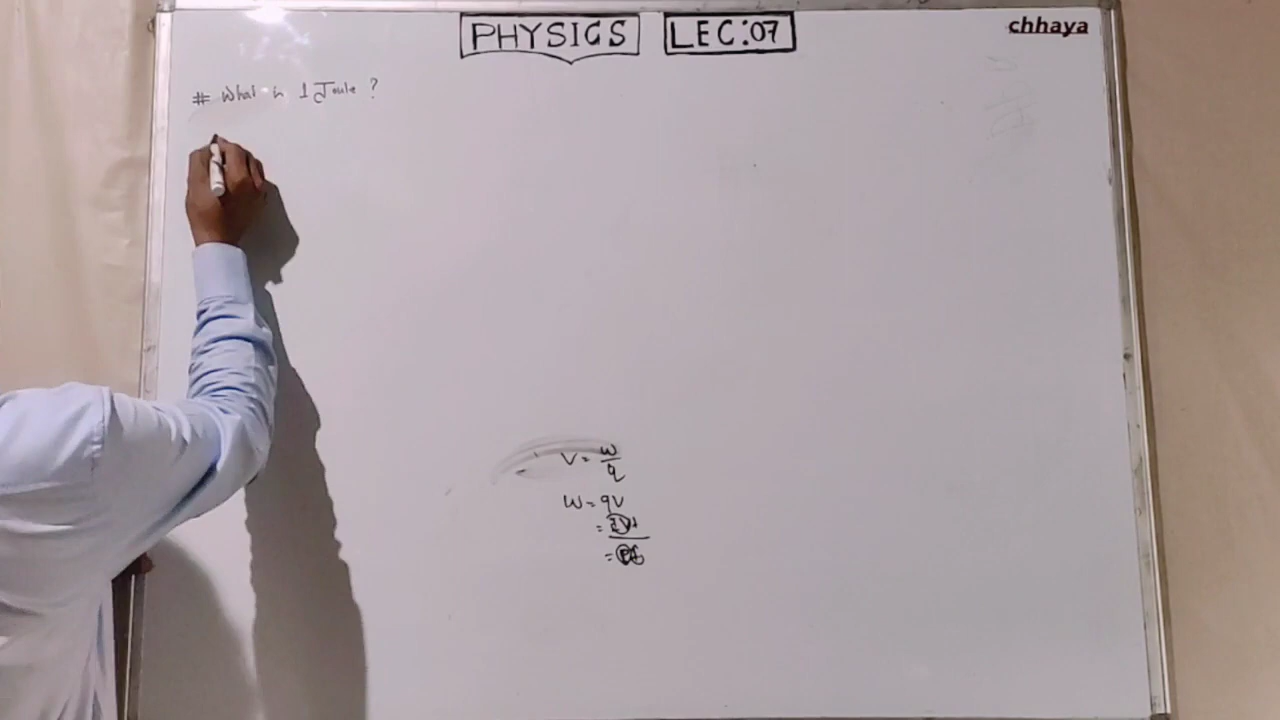 PHYSICS LEC:07
chhaya
# What is 1 Joule ?
V = W/q
W = qV
=
=